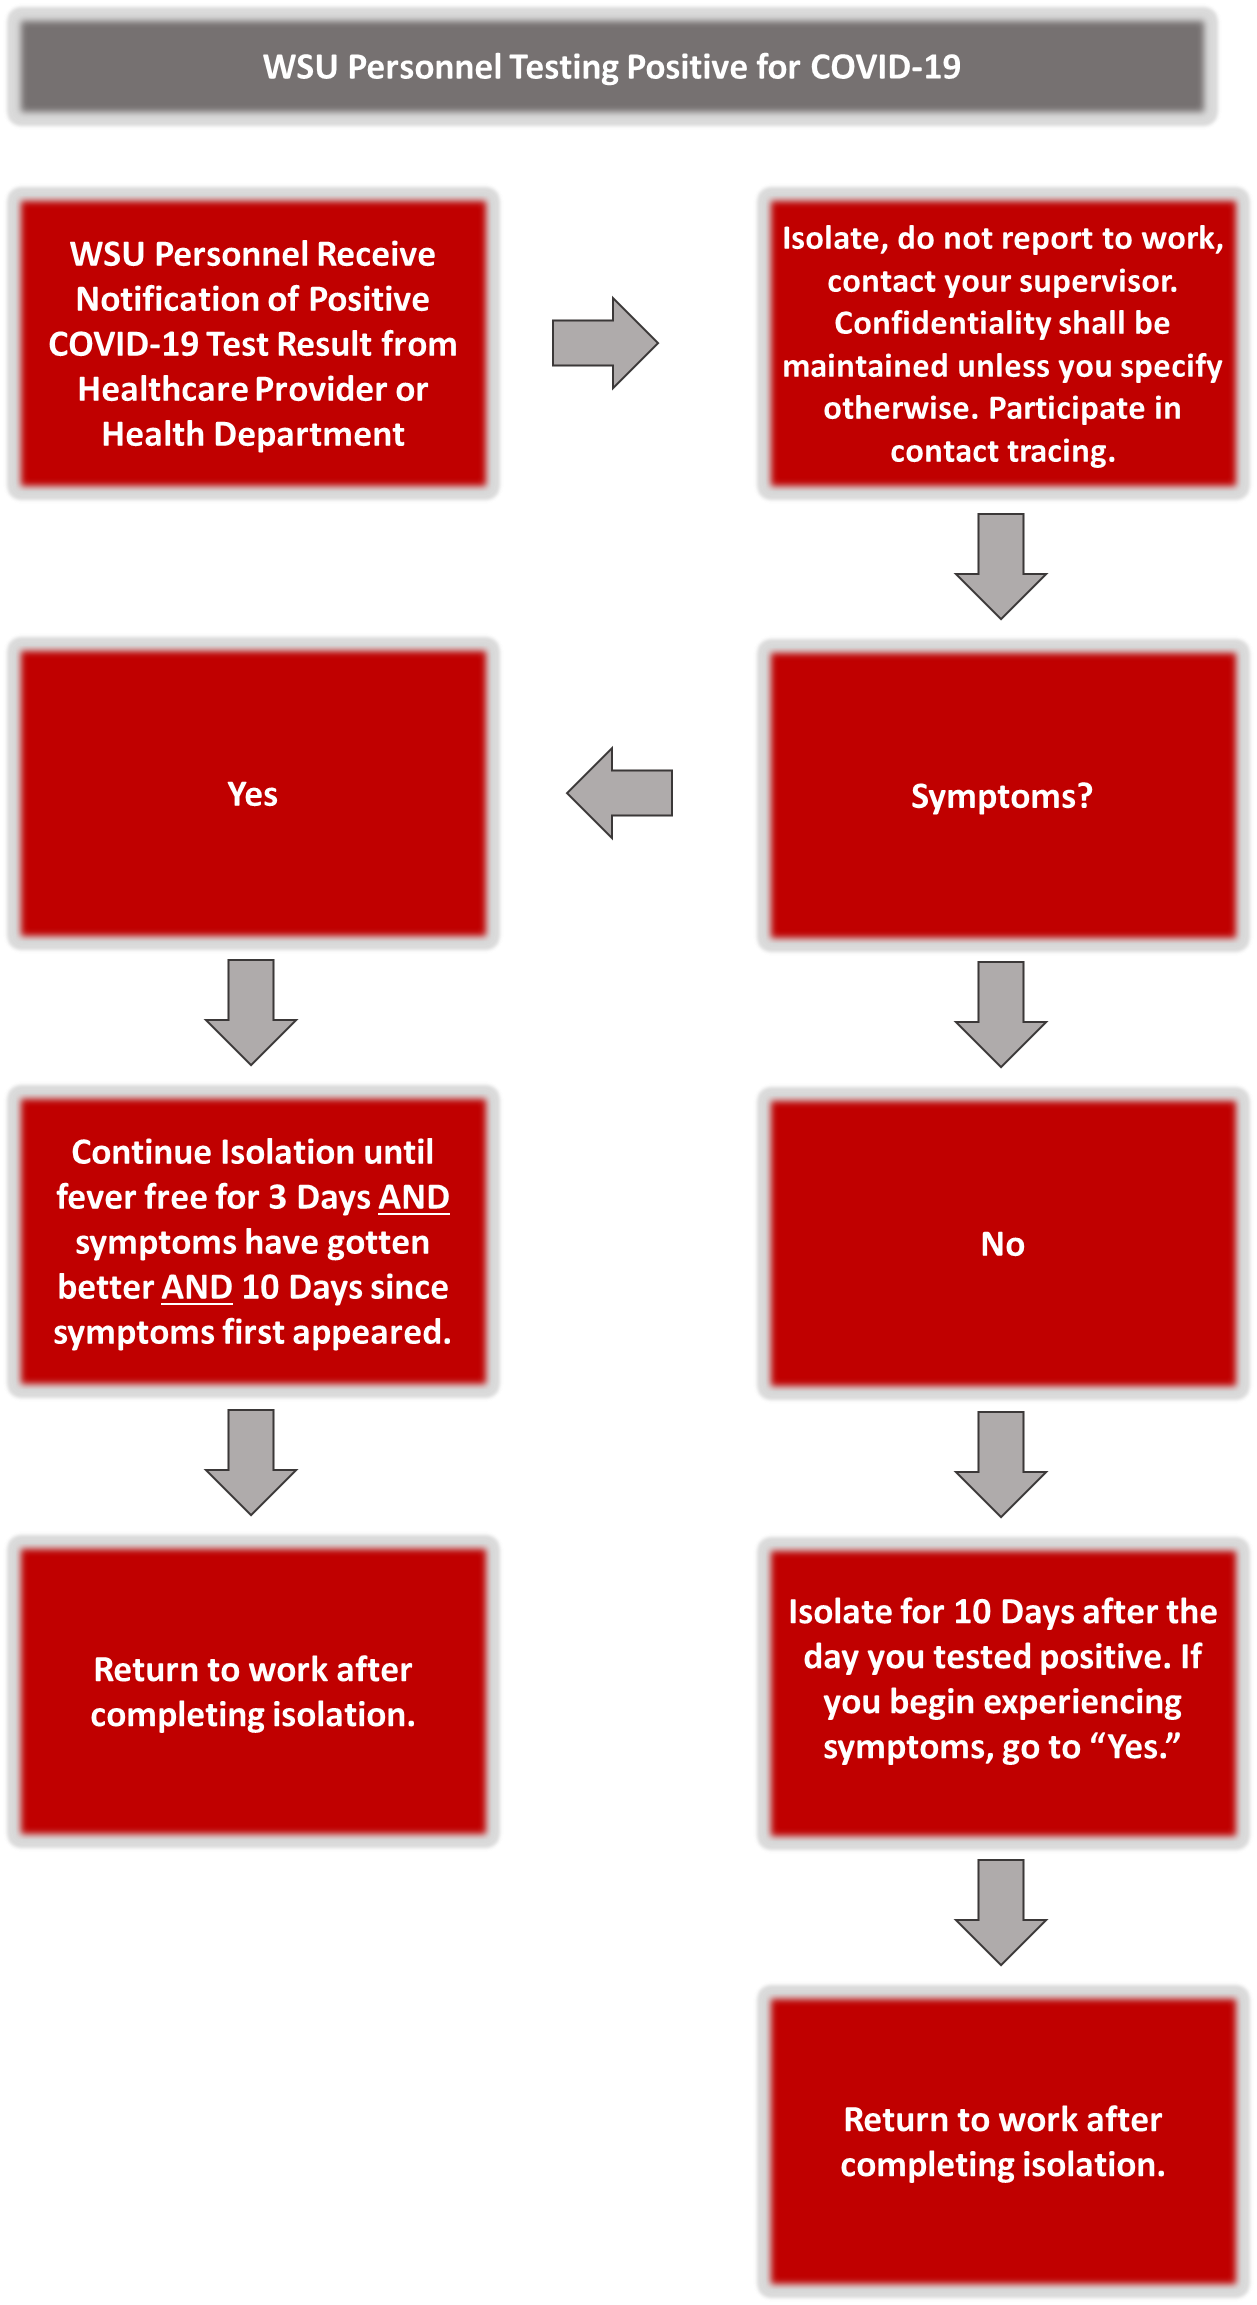 WSU Personnel Testing Positive for COVID-19
WSU Personnel Receive
Notification of Positive
COVID-19 Test Result from
Healthcare Provider or
Health Department
Isolate, do not report to work,
contact your supervisor.
Confidentiality shall be
maintained unless you specify
otherwise. Participate in
contact tracing.
Symptoms?
Yes
Continue Isolation until
fever free for 3 Days AND
symptoms have gotten
better AND 10 Days since
symptoms first appeared.
Return to work after
completing isolation.
No
Isolate for 10 Days after the
day you tested positive. If
you begin experiencing
symptoms, go to “Yes.”
Return to work after
completing isolation.